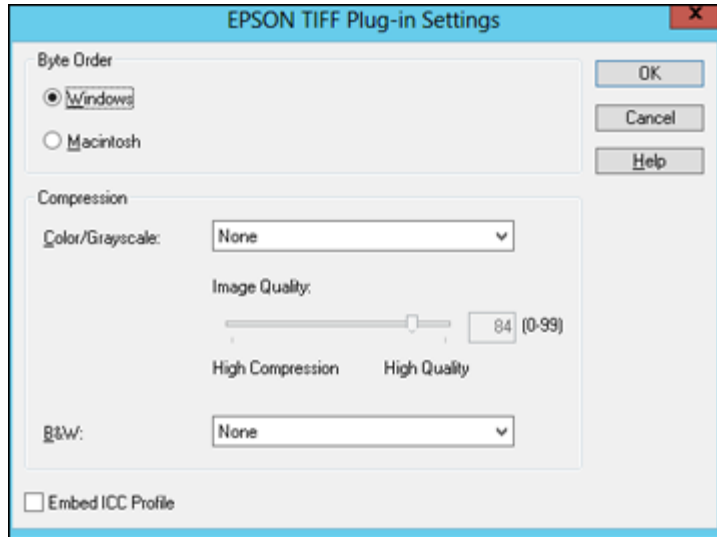 EPSON TIFF Plug-in Settings
x
Byte Order
Windows
Macintosh
OK
Cancel
Help
Compression
Color/Grayscale: None
Image Quality:
84 (0-99)
High Compression High Quality
B&W: None
Embed ICC Profile